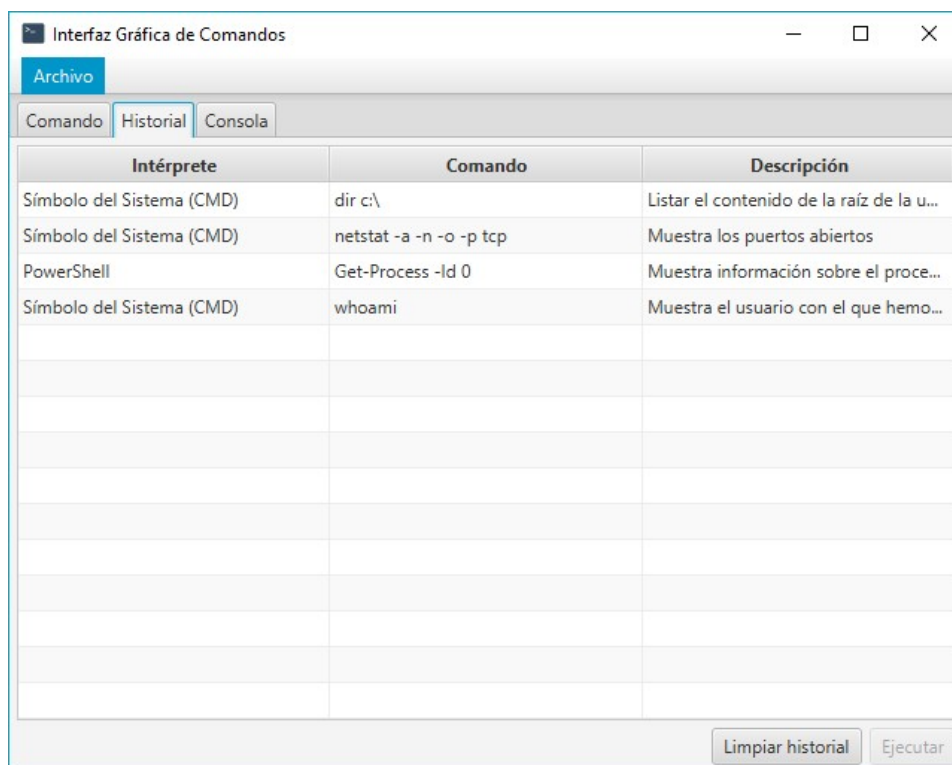 Interfaz Gráfica de Comandos
Archivo
Comando Historial Consola
Intérprete Comando Descripción
Símbolo del Sistema (CMD) dir c:\ Listar el contenido de la raíz de la u...
Símbolo del Sistema (CMD) netstat -a -n -o -p tcp Muestra los puertos abiertos
PowerShell Get-Process -Id 0 Muestra información sobre el proce...
Símbolo del Sistema (CMD) whoami Muestra el usuario con el que hemo...
Limpiar historial Ejecutar